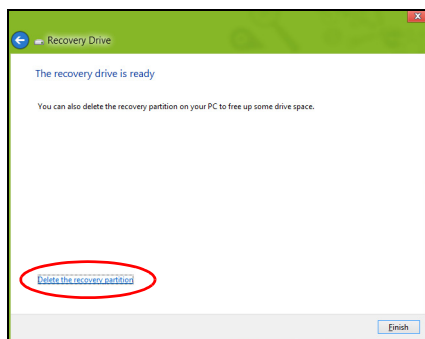 x
Recovery Drive
The recovery drive is ready
You can also delete the recovery partition on your PC to free up some drive space.
Delete the recovery partition
Finish